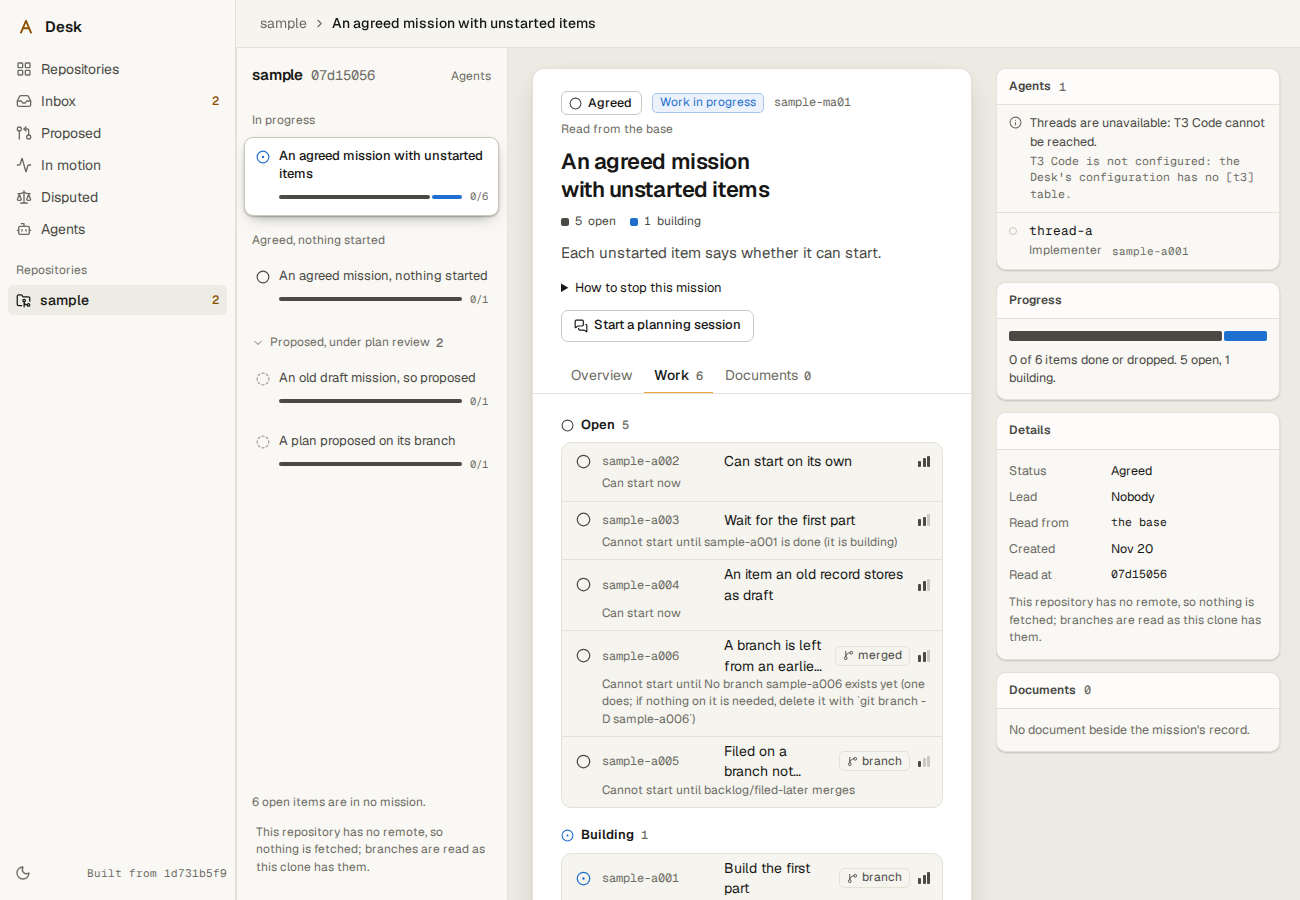 Desk
Repositories
Inbox 2
Proposed
In motion
Disputed
Agents
Repositories
sample 2
Built from 1d731b5f9
sample > An agreed mission with unstarted items
sample 07d15056 Agents
In progress
An agreed mission with unstarted
items
0/6
Agreed, nothing started
An agreed mission, nothing started
0/1
Proposed, under plan review 2
An old draft mission, so proposed
0/1
A plan proposed on its branch
0/1
6 open items are in no mission.
This repository has no remote, so
nothing is fetched; branches are read as
this clone has them.
Agreed Work in progress sample-ma01
Read from the base
An agreed mission
with unstarted items
5 open 1 building
Each unstarted item says whether it can start.
How to stop this mission
Start a planning session
Overview Work 6 Documents 0
Open 5
sample-a002 Can start on its own
Can start now
sample-a003 Wait for the first part
Cannot start until sample-a001 is done (it is building)
sample-a004 An item an old record stores
as draft
Can start now
sample-a006 A branch is left
from an earlie… merged
Cannot start until No branch sample-a006 exists yet (one
does; if nothing on it is needed, delete it with `git branch -
D sample-a006`)
sample-a005 Filed on a
branch not… branch
Cannot start until backlog/filed-later merges
Building 1
sample-a001 Build the first
part branch
Agents 1
Threads are unavailable: T3 Code cannot
be reached.
T3 Code is not configured: the
Desk's configuration has no [t3]
table.
thread-a
Implementer sample-a001
Progress
0 of 6 items done or dropped. 5 open, 1
building.
Details
Status Agreed
Lead Nobody
Read from the base
Created Nov 20
Read at 07d15056
This repository has no remote, so nothing is
fetched; branches are read as this clone has
them.
Documents 0
No document beside the mission's record.